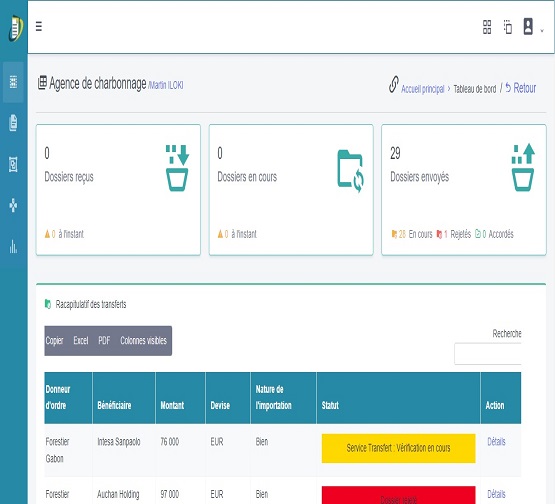 Agence de charbonnage /Martin ILOKI
Accueil principal › Tableau de bord / Retour
0
Dossiers reçus
0 à l'instant
0
Dossiers en cours
0 à l'instant
29
Dossiers envoyés
28 En cours 1 Rejetés 0 Accordés
Racapitulatif des transferts
Copier Excel PDF Colonnes visibles
Recherche
Donneur d'ordre Bénéficiaire Montant Devise Nature de l'importation Statut Action
Forestier Gabon Intesa Sanpaolo 76 000 EUR Bien Service Transfert : Vérification en cours Détails
Forestier Auchan Holding 97 000 EUR Bien Dossier rejeté Détails